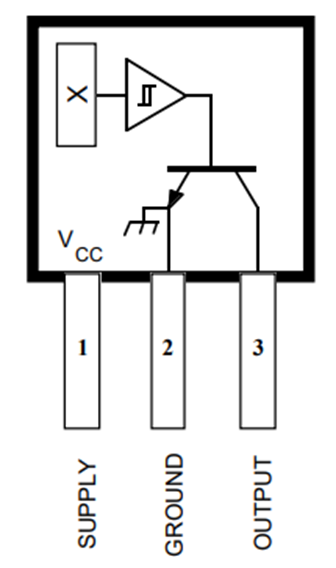 X
VCC
1
2
3
SUPPLY
GROUND
OUTPUT